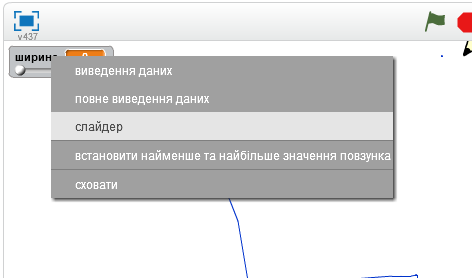 v437
ширина
виведення даних
повне виведення даних
слайдер
встановити найменше та найбільше значення повзунка
сховати